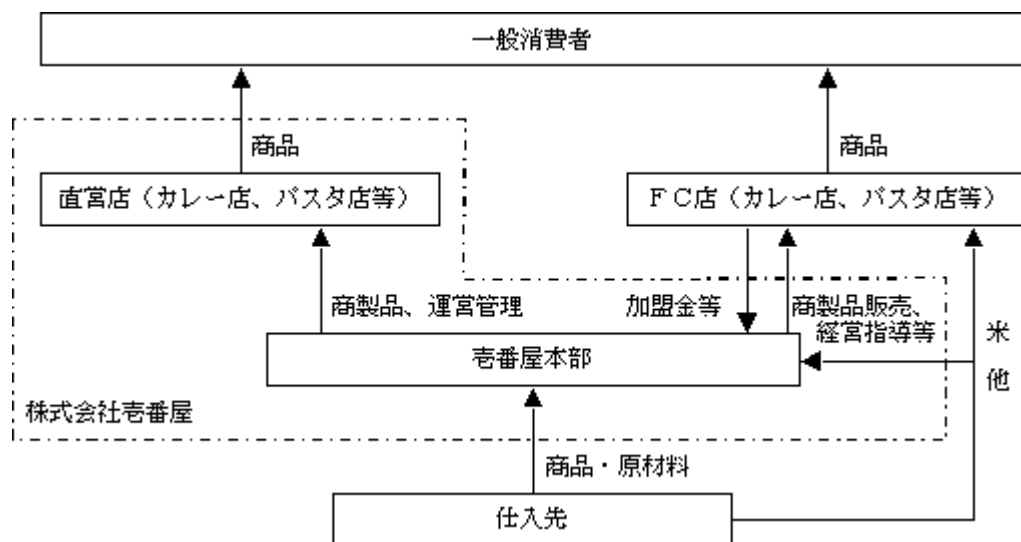 一般消費者
商品
商品
直営店（カレー店、パスタ店等）
ＦＣ店（カレー店、パスタ店等）
商製品、運営管理
加盟金等
商製品販売、
経営指導等
米
他
壱番屋本部
株式会社壱番屋
商品・原材料
仕入先